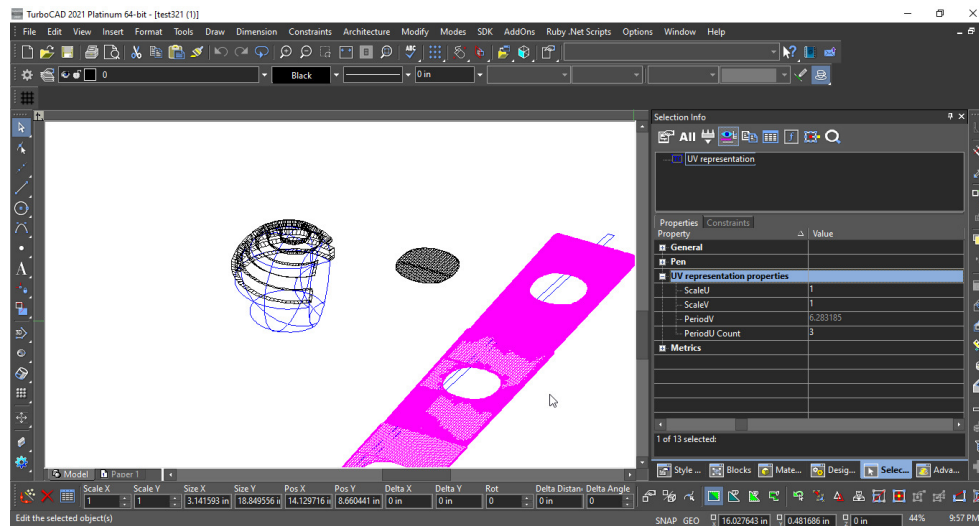 TurboCAD 2021 Platinum 64-bit - [test321 (1)]
File Edit View Insert Format Tools Draw Dimension Constraints Architecture Modify Modes SDK AddOns Ruby .Net Scripts Options Window Help
0 Black 0 in
Selection Info
All
UV representation
Properties Constraints
Property Value
General
Pen
UV representation properties
ScaleU 1
ScaleV 1
PeriodV 6.283185
PeriodU Count 3
Metrics
1 of 13 selected:
Style ... Blocks Mate... Desig... Selec... Adva...
Model Paper 1
Scale X Scale Y Size X Size Y Pos X Pos Y Delta X Delta Y Rot Delta Distan Delta Angle
1 1 3.141593 in 18.849556 i 14.129716 i 8.660441 in 0 in 0 in 0 0 in 0
Edit the selected object(s)
SNAP GEO 16.027643 in 0.481686 in 0 in 44% 9:57 PM